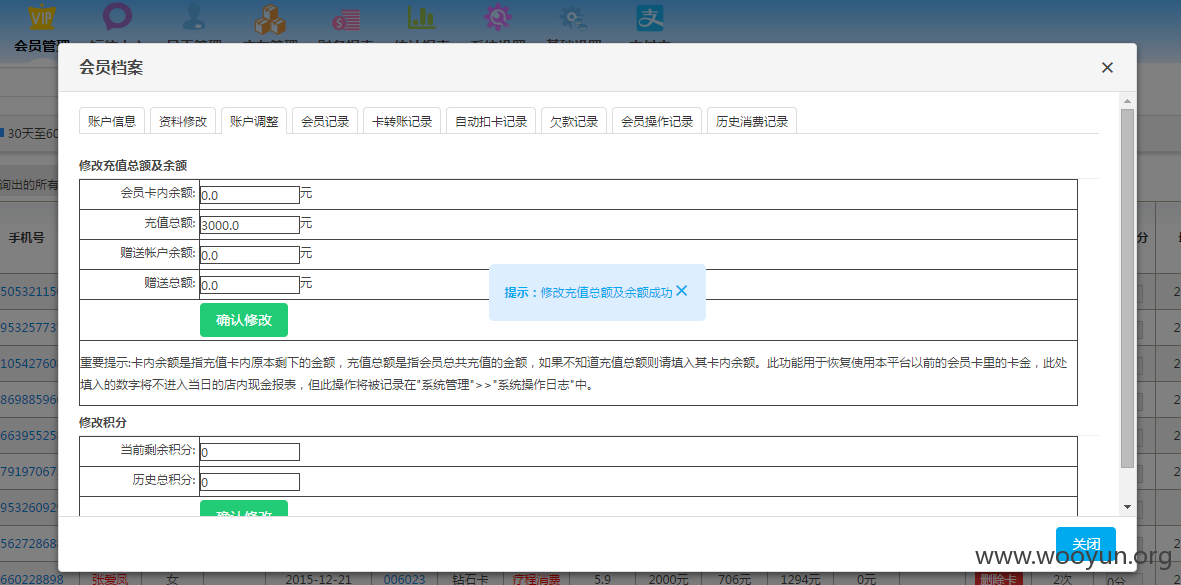 VIP
会员管理
会员档案 ×
账户信息 资料修改 账户调整 会员记录 卡转账记录 自动扣卡记录 欠款记录 会员操作记录 历史消费记录
30天至60
询出的所有
手机号
分
修改充值总额及余额
会员卡内余额: 0.0 元
充值总额: 3000.0 元
赠送帐户余额: 0.0 元
赠送总额: 0.0 元
提示：修改充值总额及余额成功 ×
确认修改
重要提示:卡内余额是指充值卡内原本剩下的金额，充值总额是指会员总共充值的金额，如果不知道充值总额则请填入其卡内余额。此功能用于恢复使用本平台以前的会员卡里的卡金，此处
填入的数字将不进入当日的店内现金报表，但此操作将被记录在"系统管理">>"系统操作日志"中。
修改积分
当前剩余积分: 0
历史总积分: 0
确认修改
关闭
www.wooyun.org
660228898 张爱凤 女 2015-12-21 006023 钻石卡 疗程消费 5.9 2000元 706元 1294元 0元 删除卡 2次 0分